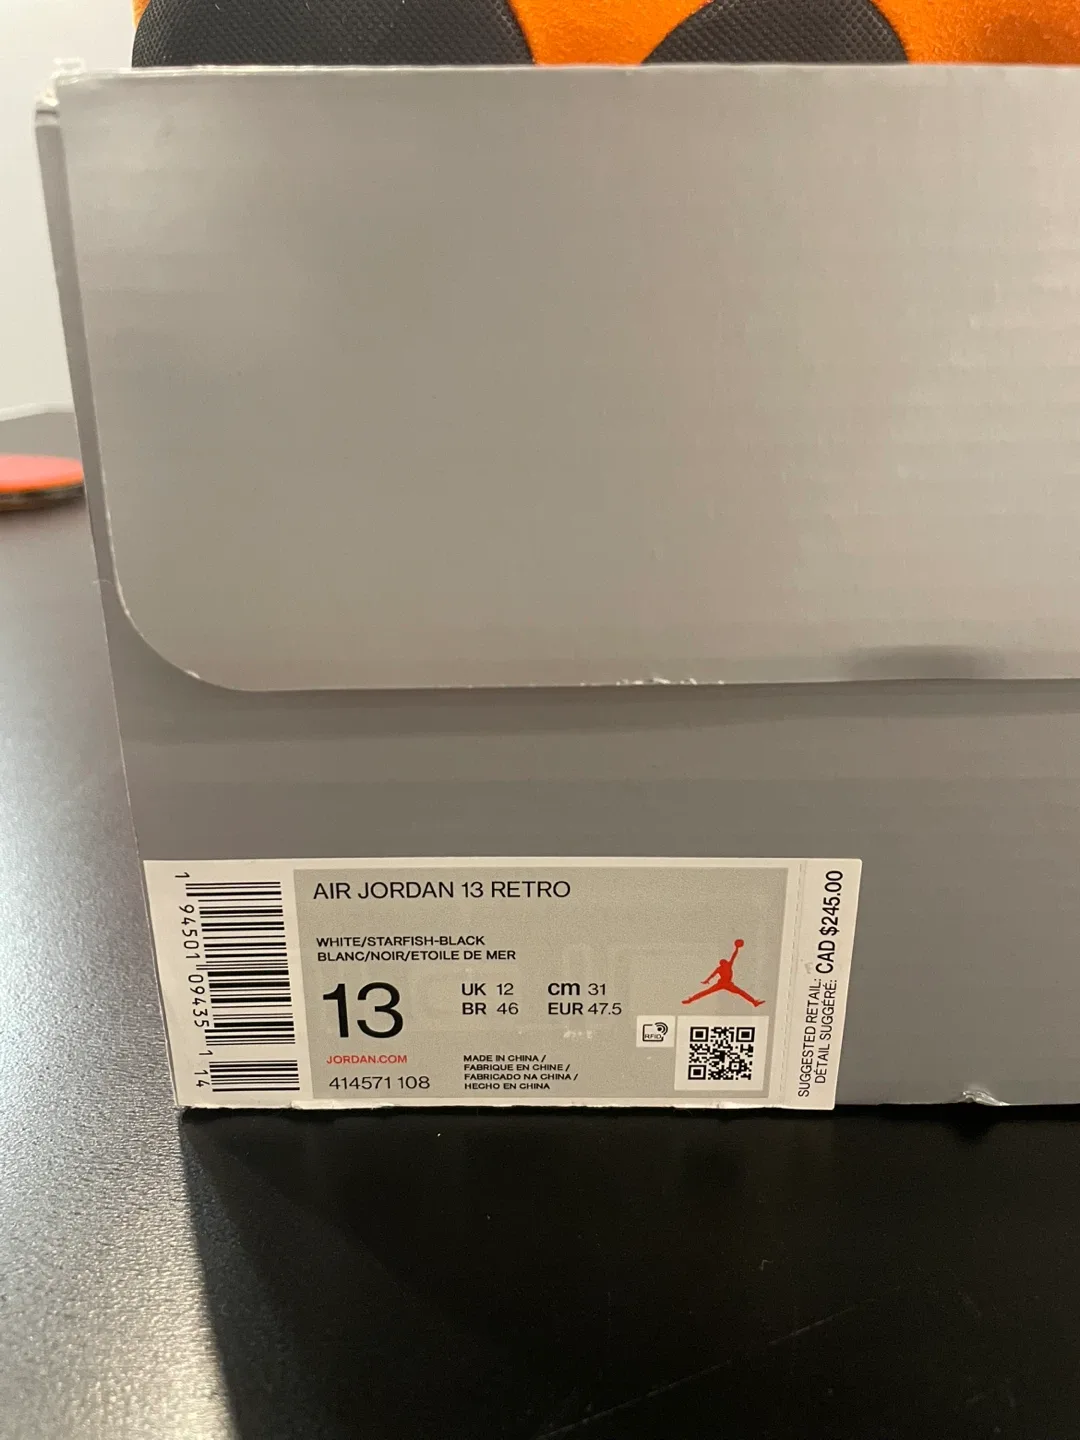 AIR JORDAN 13 RETRO
WHITE/STARFISH-BLACK
BLANC/NOIR/ETOILE DE MER
13
UK 12
cm 31
BR 46
EUR 47.5
RFID
JORDAN.COM
414571 108
MADE IN CHINA /
FABRIQUE EN CHINE /
FABRICADO NA CHINA /
HECHO EN CHINA
1 94501 09435 1 14
SUGGESTED RETAIL: CAD $245.00
DÉTAIL SUGGÉRÉ: